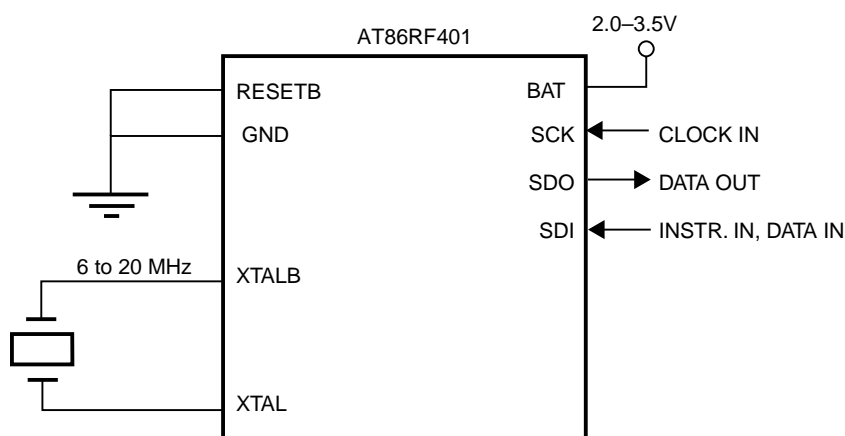 2.0–3.5V
AT86RF401
RESETB
BAT
GND
SCK
CLOCK IN
SDO
DATA OUT
SDI
INSTR. IN, DATA IN
6 to 20 MHz
XTALB
XTAL